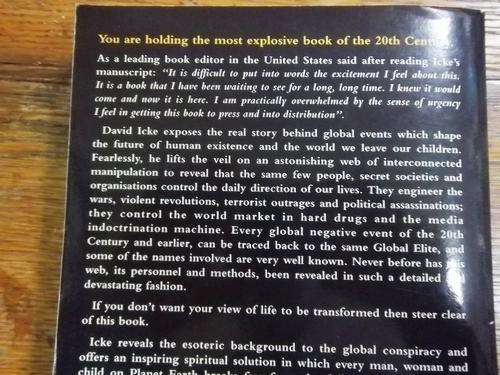 You are holding the most explosive book of the 20th Century.
As a leading book editor in the United States said after reading Icke's
manuscript: "It is difficult to put into words the excitement I feel about this.
It is a book that I have been waiting to see for a long, long time. I knew it would
come and now it is here. I am practically overwhelmed by the sense of urgency
I feel in getting this book to press and into distribution".
David Icke exposes the real story behind global events which shape
the future of human existence and the world we leave our children.
Fearlessly, he lifts the veil on an astonishing web of interconnected
manipulation to reveal that the same few people, secret societies and
organisations control the daily direction of our lives. They engineer the
wars, violent revolutions, terrorist outrages and political assassinations;
they control the world market in hard drugs and the media
indoctrination machine. Every global negative event of the 20th
Century and earlier, can be traced back to the same Global Elite, and
some of the names involved are very well known. Never before has this
web, its personnel and methods, been revealed in such a detailed and
devastating fashion.
If you don't want your view of life to be transformed then steer clear
of this book.
Icke reveals the esoteric background to the global conspiracy and
offers an inspiring spiritual solution in which every man, woman and
child on Planet Earth breaks